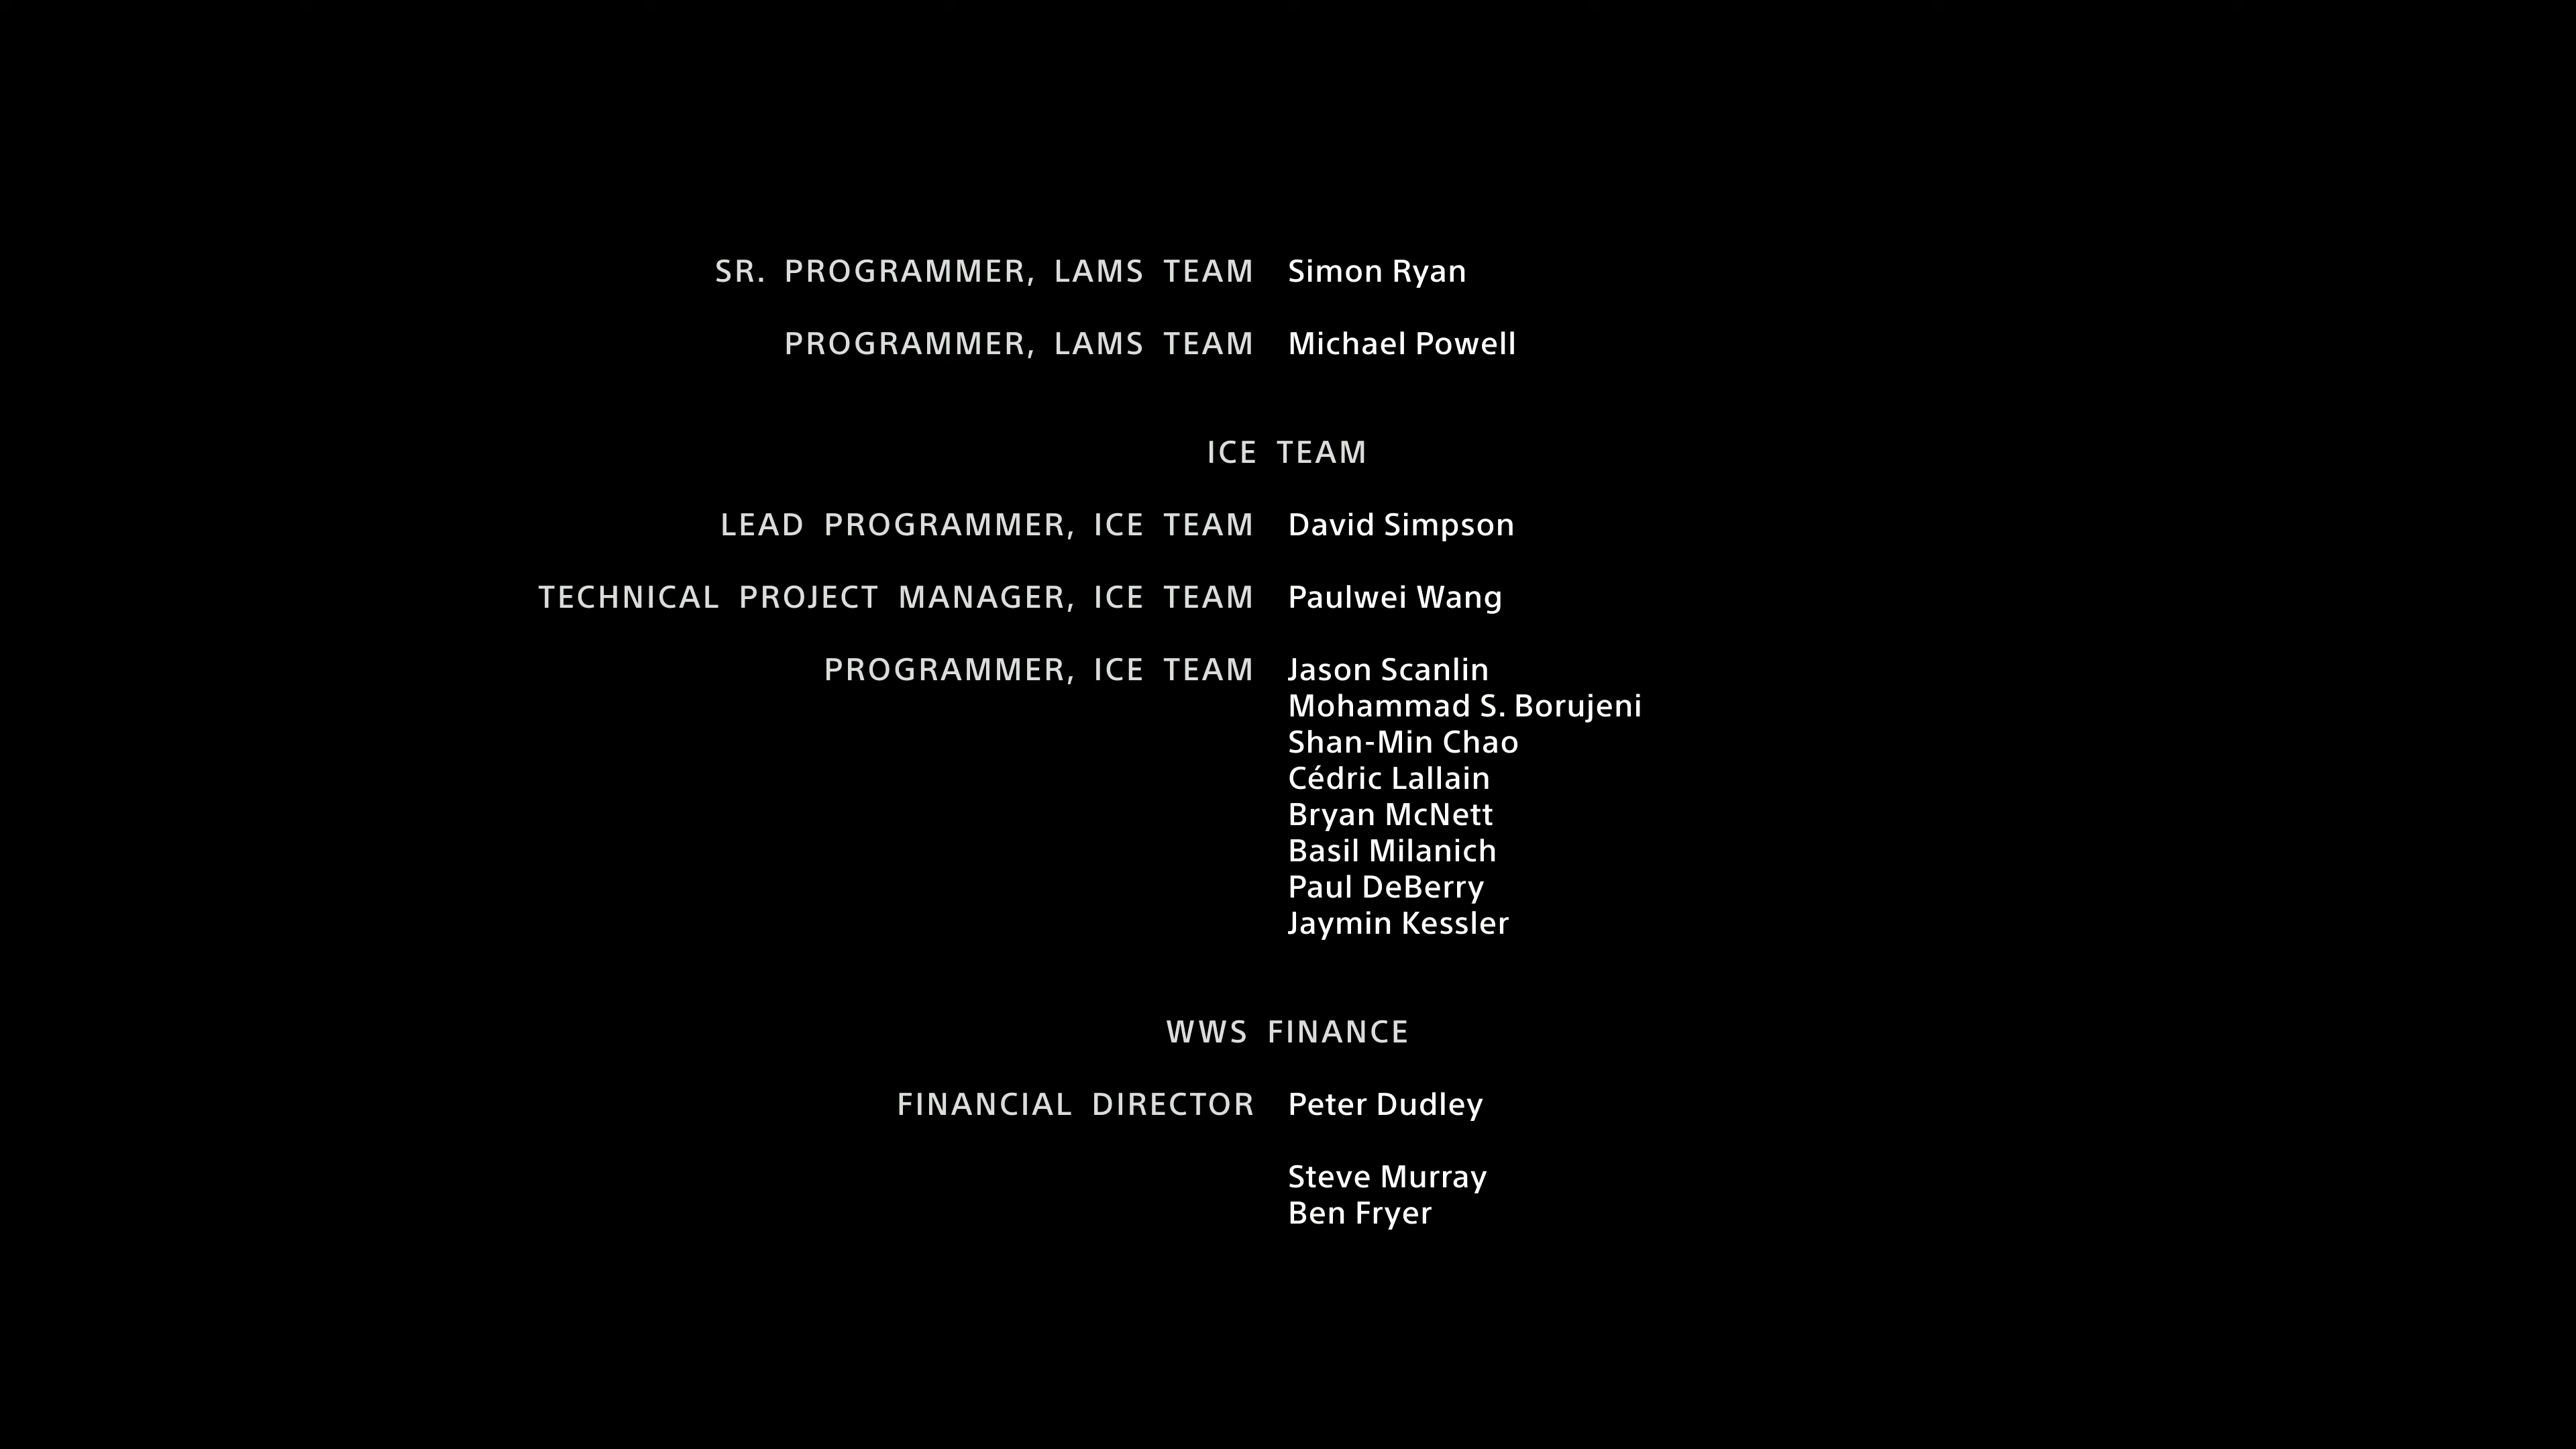 SR. PROGRAMMER, LAMS TEAM Simon Ryan
PROGRAMMER, LAMS TEAM Michael Powell
ICE TEAM
LEAD PROGRAMMER, ICE TEAM David Simpson
TECHNICAL PROJECT MANAGER, ICE TEAM Paulwei Wang
PROGRAMMER, ICE TEAM Jason Scanlin
Mohammad S. Borujeni
Shan-Min Chao
Cédric Lallain
Bryan McNett
Basil Milanich
Paul DeBerry
Jaymin Kessler
WWS FINANCE
FINANCIAL DIRECTOR Peter Dudley
Steve Murray
Ben Fryer